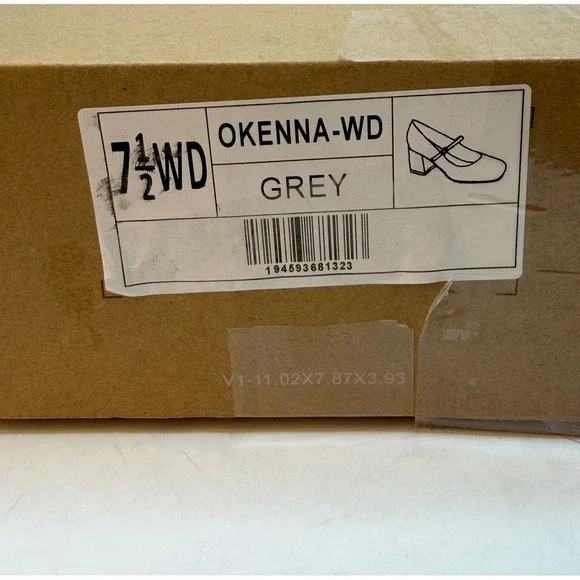 7½WD
OKENNA-WD
GREY
194593681323
V1-11.02X7.87X3.93